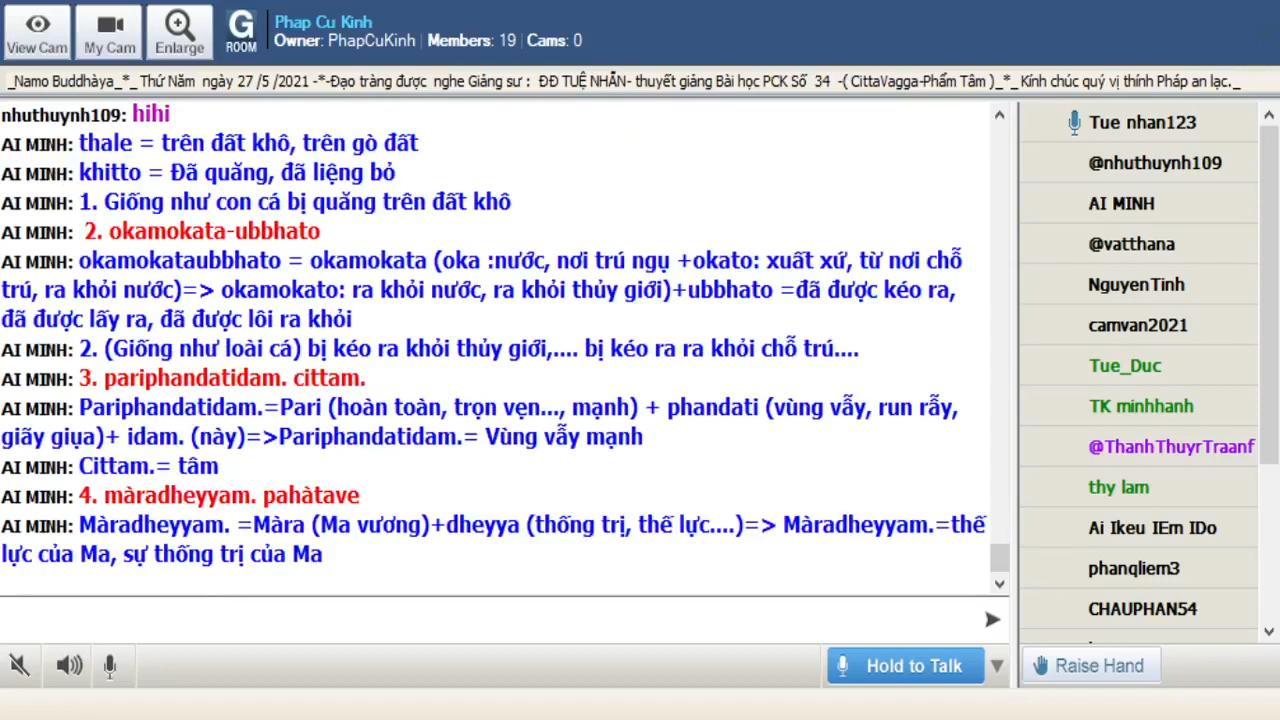 View Cam
My Cam
Enlarge
G
ROOM
Phap Cu Kinh
Owner: PhapCuKinh Members: 19 Cams: 0
_Namo Buddhàya_*_ Thứ Năm ngày 27 /5 /2021 -*-Đạo tràng được nghe Giảng sư : ĐĐ TUỆ NHẪN- thuyết giảng Bài học PCK Số 34 -( CittaVagga-Phẩm Tâm )_*_ Kính chúc quý vị thính Pháp an lạc._
nhuthuynh109: hihi
AI MINH: thale = trên đất khô, trên gò đất
AI MINH: khitto = Đã quăng, đã liệng bỏ
AI MINH: 1. Giống như con cá bị quăng trên đất khô
AI MINH: 2. okamokata-ubbhato
AI MINH: okamokataubbhato = okamokata (oka :nước, nơi trú ngụ +okato: xuất xứ, từ nơi chỗ
trú, ra khỏi nước)=> okamokato: ra khỏi nước, ra khỏi thủy giới)+ubbhato =đã được kéo ra,
đã được lấy ra, đã được lôi ra khỏi
AI MINH: 2. (Giống như loài cá) bị kéo ra khỏi thủy giới,.... bị kéo ra ra khỏi chỗ trú....
AI MINH: 3. pariphandatidam. cittam.
AI MINH: Pariphandatidam.=Pari (hoàn toàn, trọn vẹn..., mạnh) + phandati (vùng vẫy, run rẫy,
giãy giụa)+ idam. (này)=>Pariphandatidam.= Vùng vẫy mạnh
AI MINH: Cittam.= tâm
AI MINH: 4. màradheyyam. pahàtave
AI MINH: Màradheyyam. =Màra (Ma vương)+dheyya (thống trị, thế lực....)=> Màradheyyam.=thế
lực của Ma, sự thống trị của Ma
Tue nhan123
@nhuthuynh109
AI MINH
@vatthana
NguyenTinh
camvan2021
Tue_Duc
TK minhhanh
@ThanhThuyrTraanf
thy lam
Ai Ikeu IEm IDo
phanqliem3
CHAUPHAN54
Hold to Talk
Raise Hand